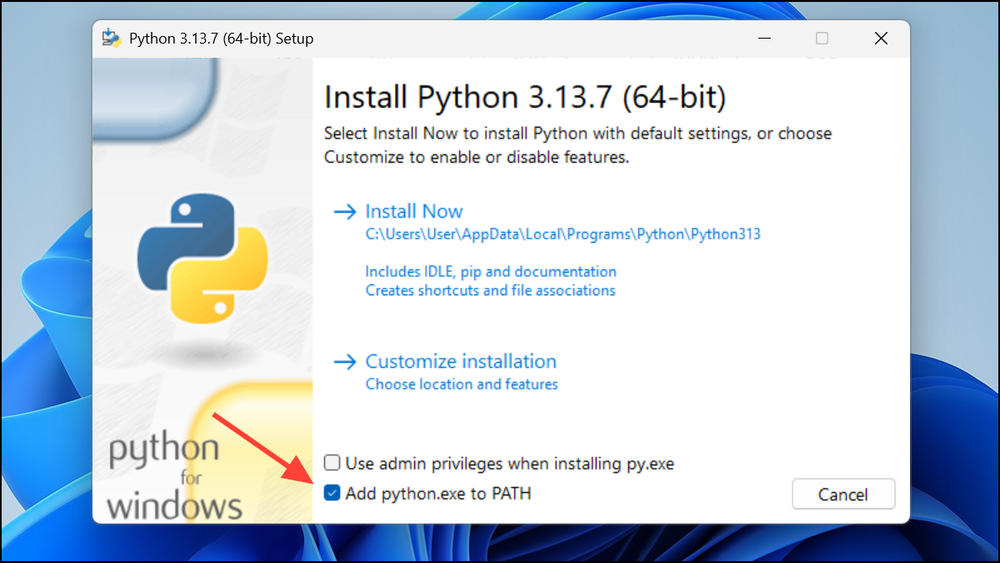 Python 3.13.7 (64-bit) Setup
Install Python 3.13.7 (64-bit)
Select Install Now to install Python with default settings, or choose
Customize to enable or disable features.
Install Now
C:\Users\User\AppData\Local\Programs\Python\Python313
Includes IDLE, pip and documentation
Creates shortcuts and file associations
Customize installation
Choose location and features
python
for
windows
Use admin privileges when installing py.exe
Add python.exe to PATH
Cancel